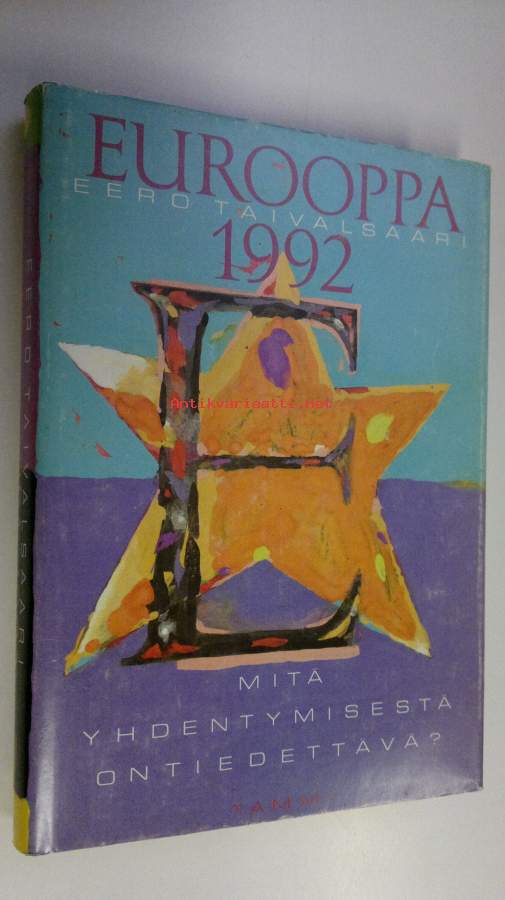 EUROOPPA
EERO TAIVALSAARI
1992
E
Antikvariaatti.net
MITÄ
YHDENTYMISESTÄ
ON TIEDETTÄVÄ?
TAMMI
EERO TAIVALSAARI